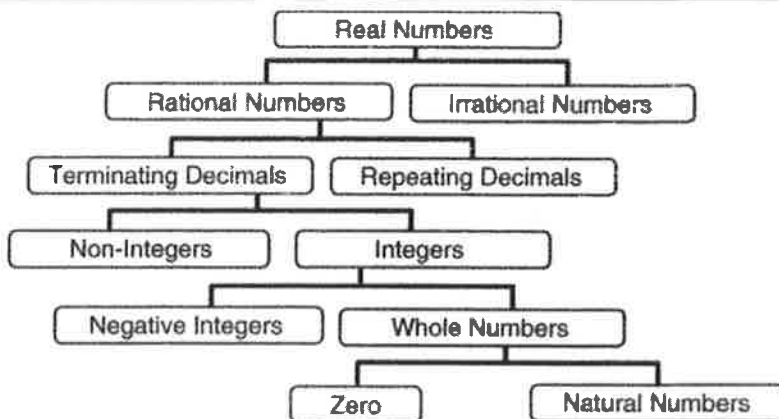 Real Numbers
Rational Numbers Irrational Numbers
Terminating Decimals Repeating Decimals
Non-Integers Integers
Negative Integers Whole Numbers
Zero Natural Numbers